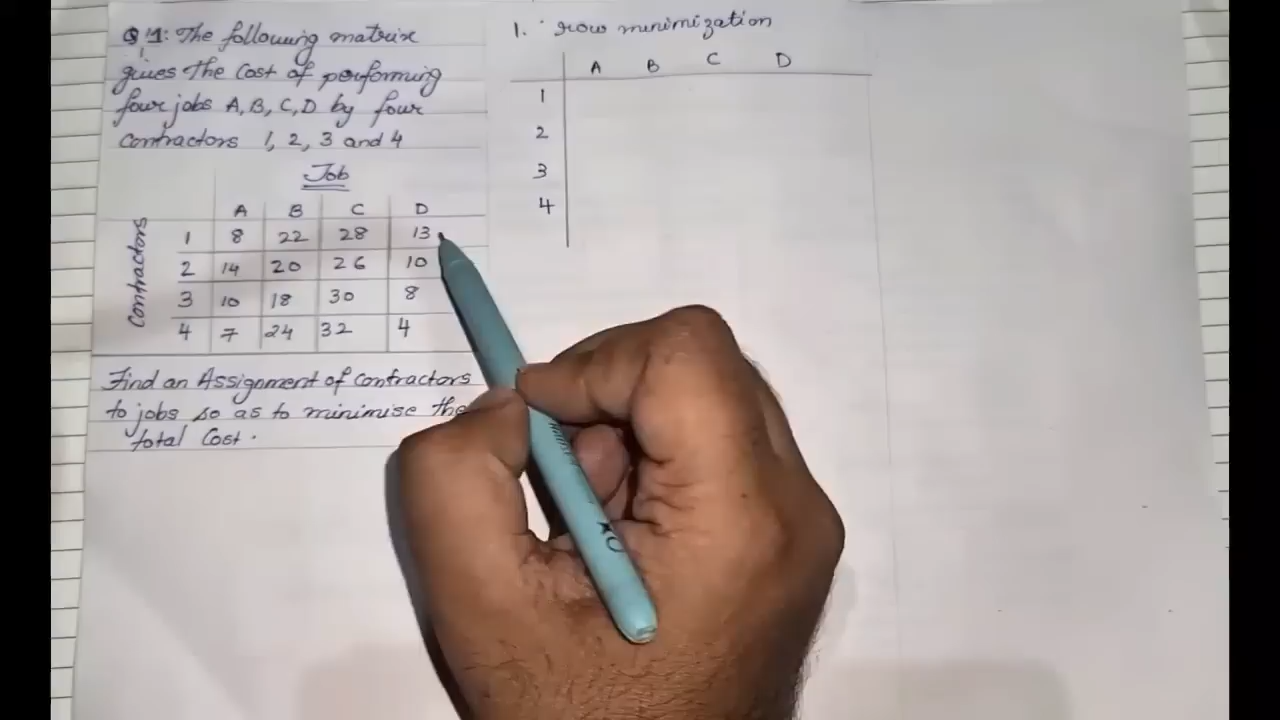 Q 1: The following matrix
gives the cost of performing
four jobs A, B, C, D by four
contractors 1, 2, 3 and 4
Job
A B C D
Contractors
1 8 22 28 13
2 14 20 26 10
3 10 18 30 8
4 7 24 32 4
Find an Assignment of contractors
to jobs so as to minimise the
total cost.
1. row minimization
A B C D
1
2
3
4